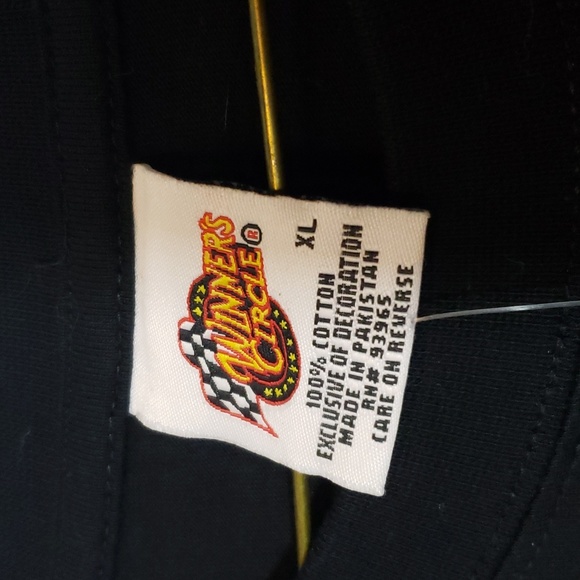 WINNER'S
CIRCLE®
XL
100% COTTON
EXCLUSIVE OF DECORATION
MADE IN PAKISTAN
RN# 93965
CARE ON REVERSE